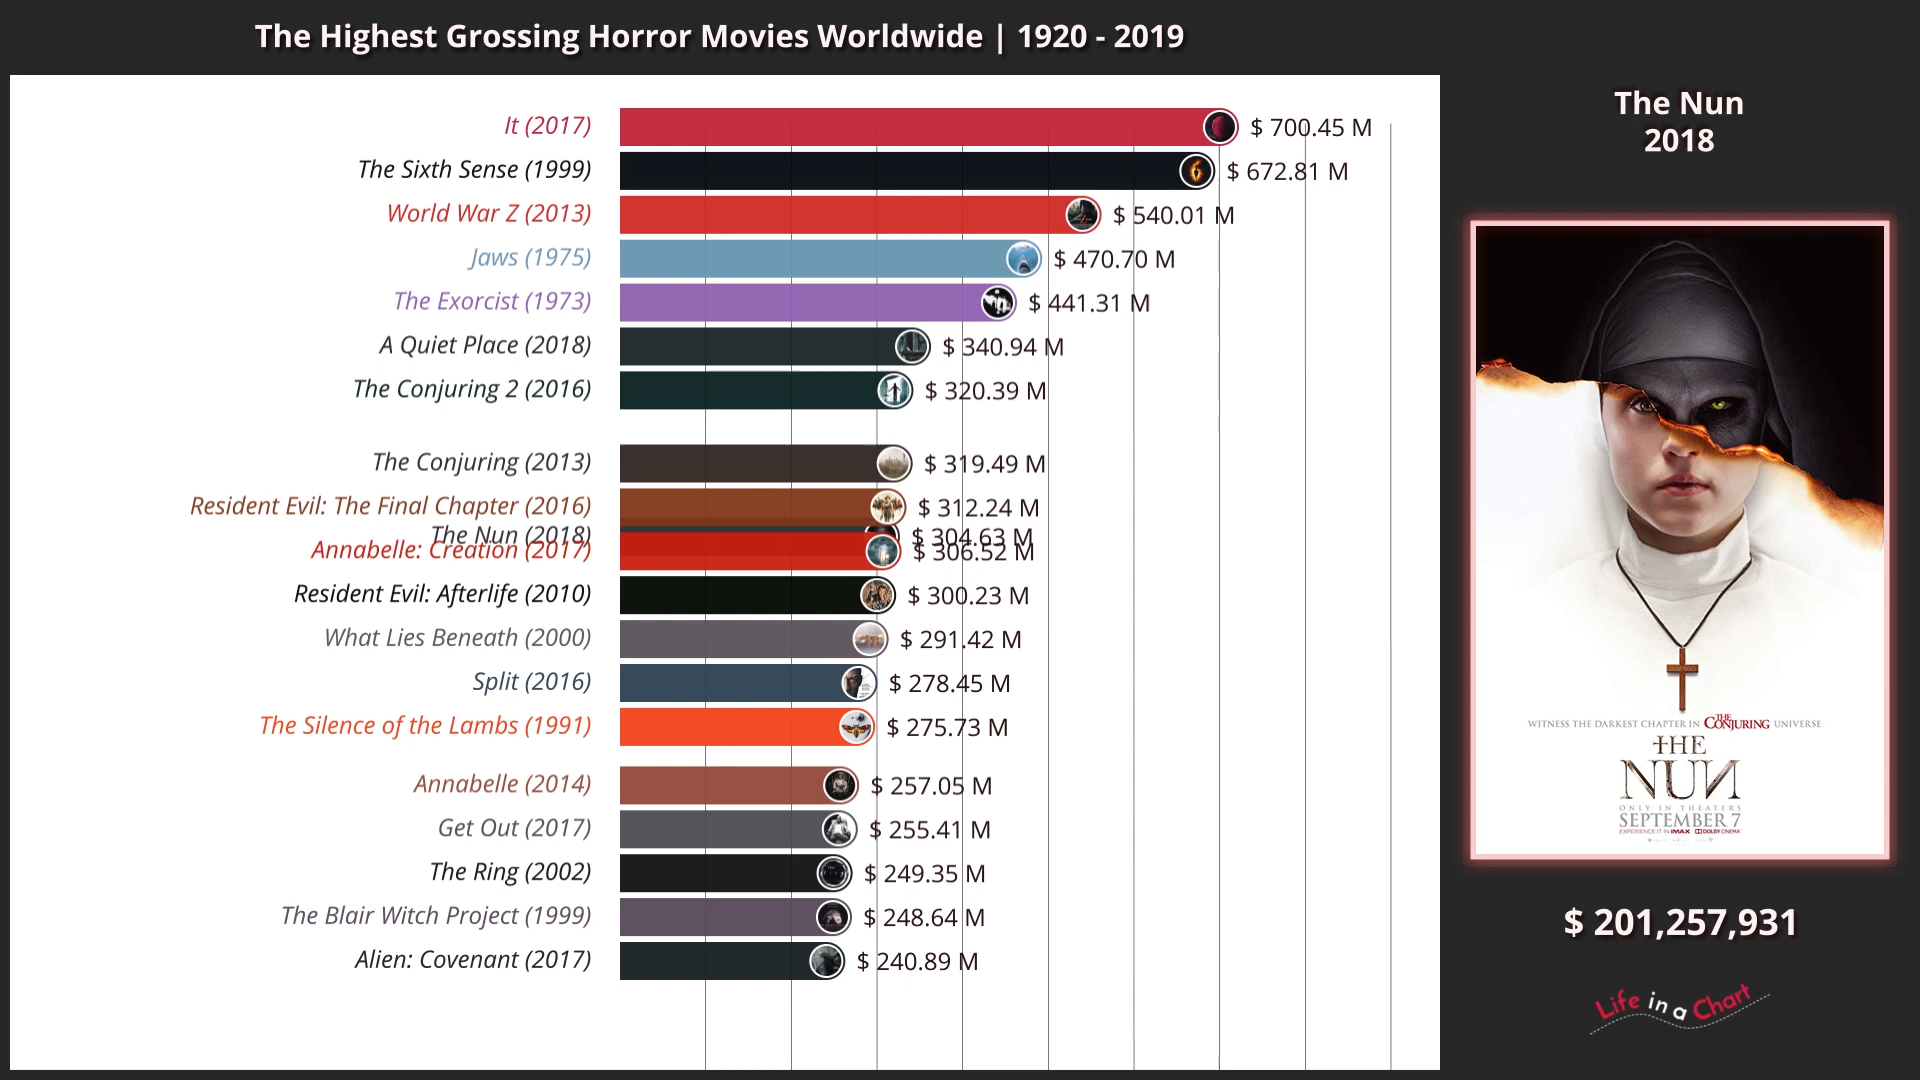 The Highest Grossing Horror Movies Worldwide | 1920 - 2019
It (2017) $ 700.45 M
The Sixth Sense (1999) $ 672.81 M
World War Z (2013) $ 540.01 M
Jaws (1975) $ 470.70 M
The Exorcist (1973) $ 441.31 M
A Quiet Place (2018) $ 340.94 M
The Conjuring 2 (2016) $ 320.39 M
The Conjuring (2013) $ 319.49 M
Resident Evil: The Final Chapter (2016) $ 312.24 M
The Nun (2018) $ 304.63 M
Annabelle: Creation (2017) $ 306.52 M
Resident Evil: Afterlife (2010) $ 300.23 M
What Lies Beneath (2000) $ 291.42 M
Split (2016) $ 278.45 M
The Silence of the Lambs (1991) $ 275.73 M
Annabelle (2014) $ 257.05 M
Get Out (2017) $ 255.41 M
The Ring (2002) $ 249.35 M
The Blair Witch Project (1999) $ 248.64 M
Alien: Covenant (2017) $ 240.89 M
The Nun
2018
WITNESS THE DARKEST CHAPTER IN THE CONJURING UNIVERSE
THE
NUN
ONLY IN THEATERS
SEPTEMBER 7
EXPERIENCE IT IN IMAX DOLBY CINEMA
$ 201,257,931
Life in a Chart